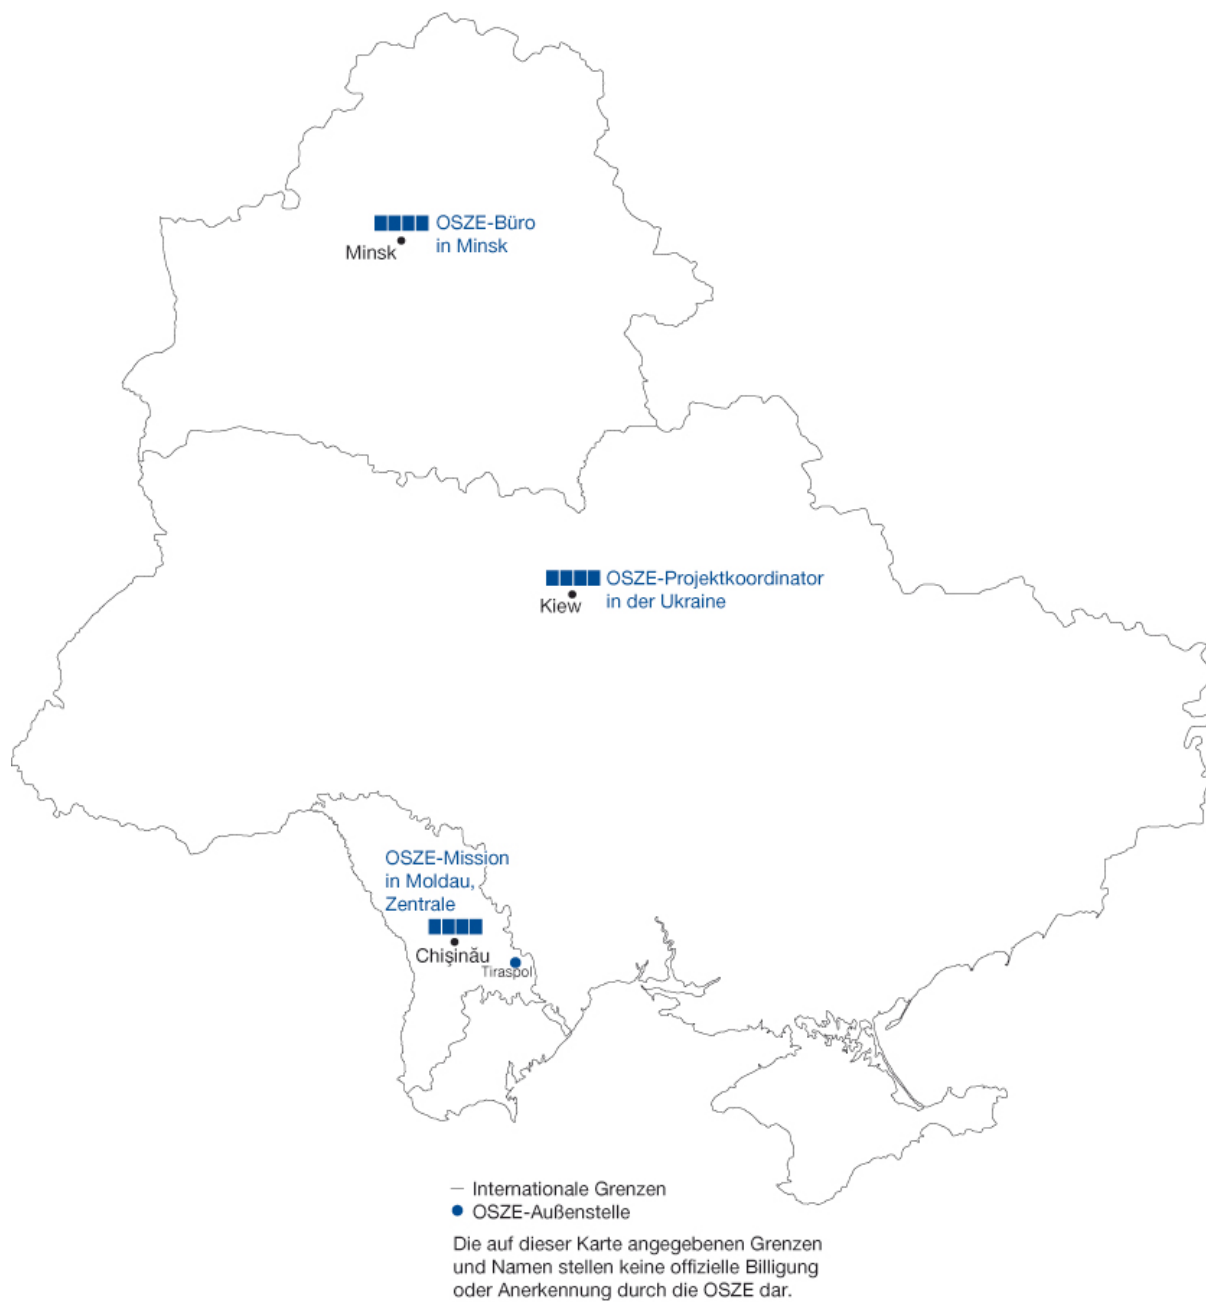 OSZE-Büro
in Minsk
Minsk
OSZE-Projektkoordinator
in der Ukraine
Kiew
OSZE-Mission
in Moldau,
Zentrale
Chişinău
Tiraspol
Internationale Grenzen
OSZE-Außenstelle
Die auf dieser Karte angegebenen Grenzen
und Namen stellen keine offizielle Billigung
oder Anerkennung durch die OSZE dar.